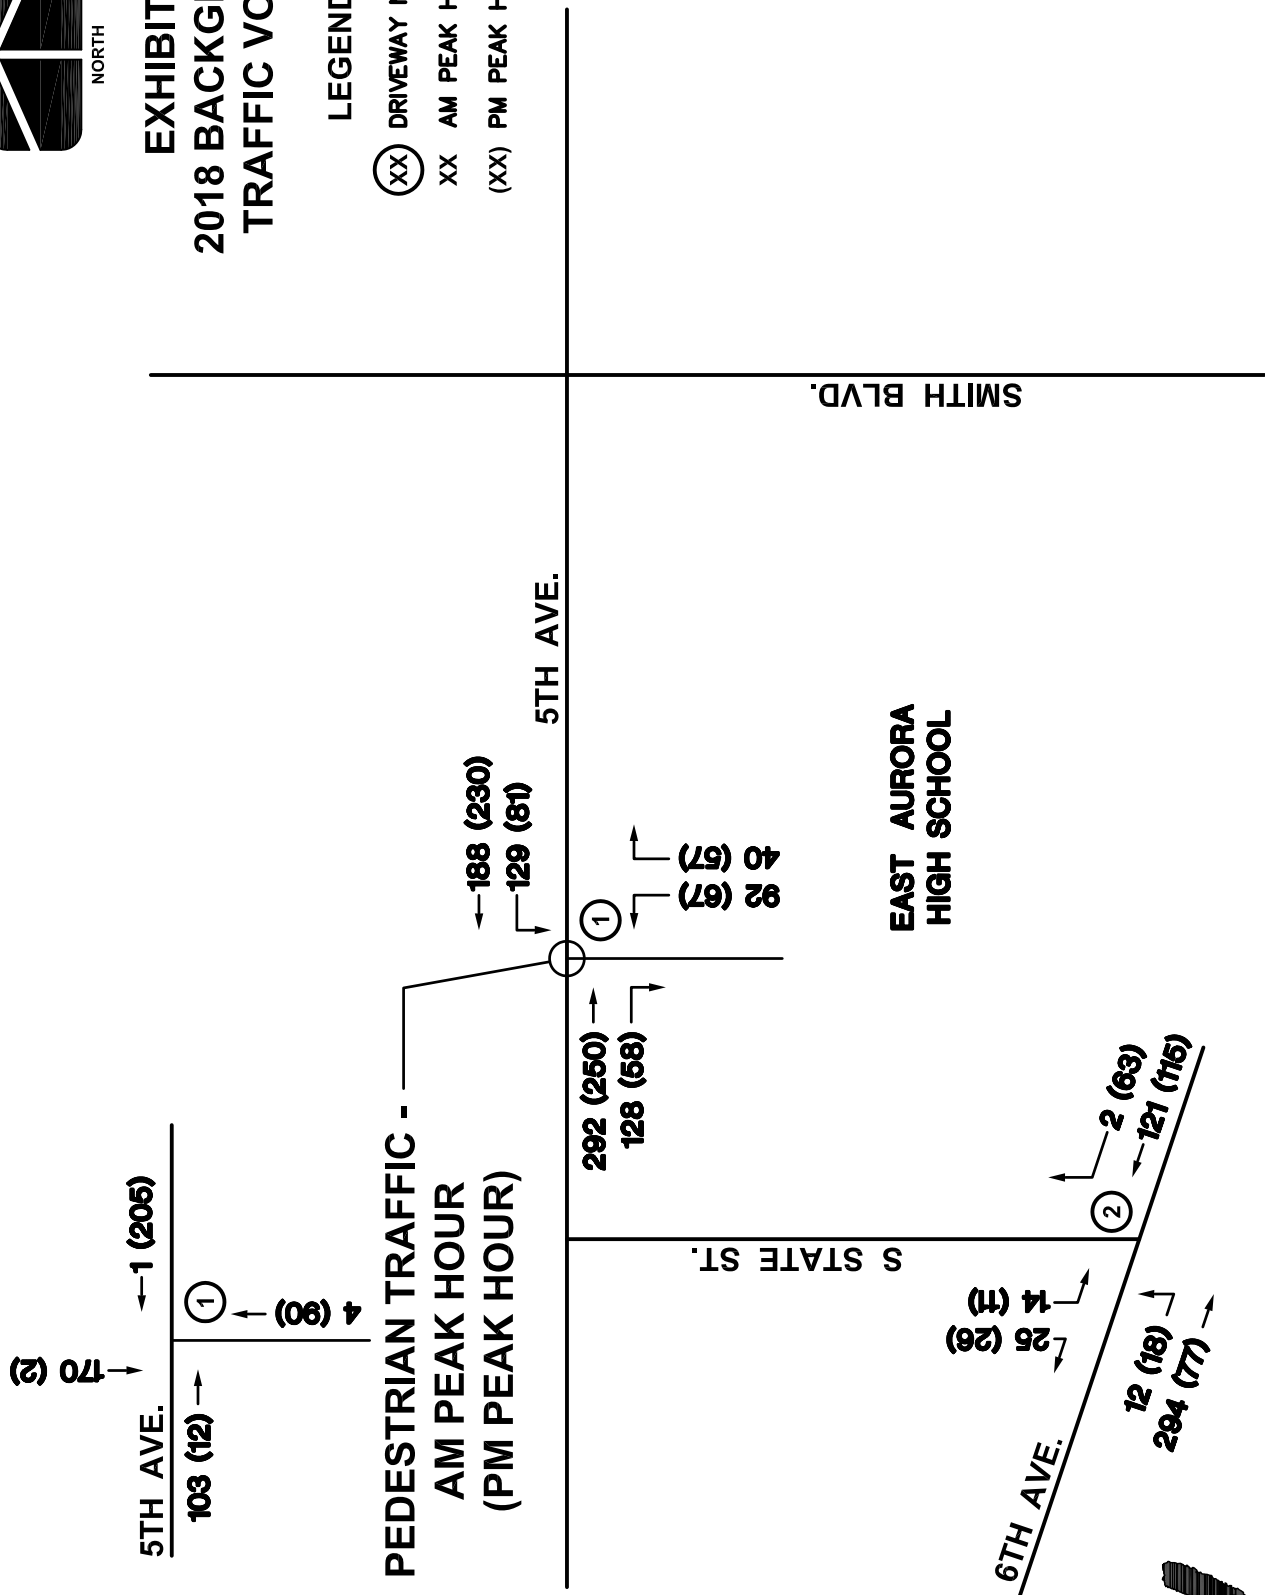 NORTH
EXHIBIT
2018
TRAFFIC
LEGEND
XX DRIVEWAY
XX AM PEAK
(XX) PM PEAK
SMITH BLVD.
5TH AVE.
188 (230)
129 (81)
1
40 (57)
92 (67)
292 (250)
128 (58)
EAST AURORA
HIGH SCHOOL
5TH AVE.
1 (205)
1
170 (2)
103 (12)
4 (90)
PEDESTRIAN TRAFFIC -
AM PEAK HOUR
(PM PEAK HOUR)
S STATE ST.
2 (63)
121 (115)
2
14 (11)
25 (26)
12 (18)
294 (77)
6TH AVE.